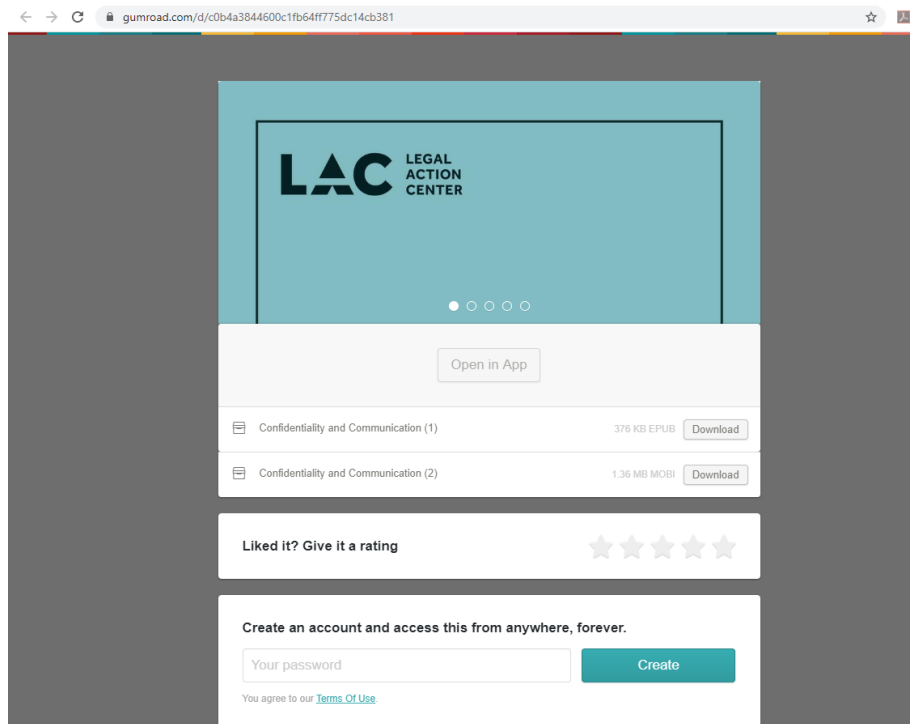 gumroad.com/d/c0b4a3844600c1fb64ff775dc14cb381
LAC LEGAL
ACTION
CENTER
Open in App
Confidentiality and Communication (1) 376 KB EPUB Download
Confidentiality and Communication (2) 1.36 MB MOBI Download
Liked it? Give it a rating
Create an account and access this from anywhere, forever.
Your password Create
You agree to our Terms Of Use.